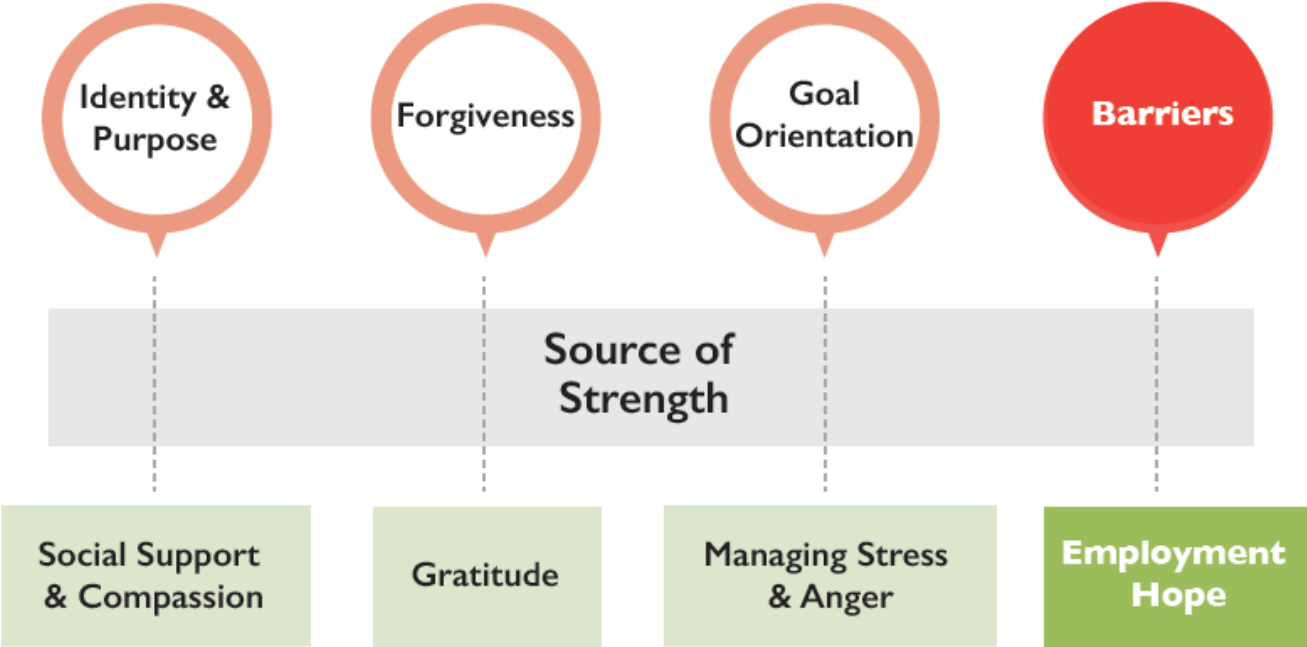 Identity &
Purpose
Forgiveness
Goal
Orientation
Barriers
Source of
Strength
Social Support
& Compassion
Gratitude
Managing Stress
& Anger
Employment
Hope